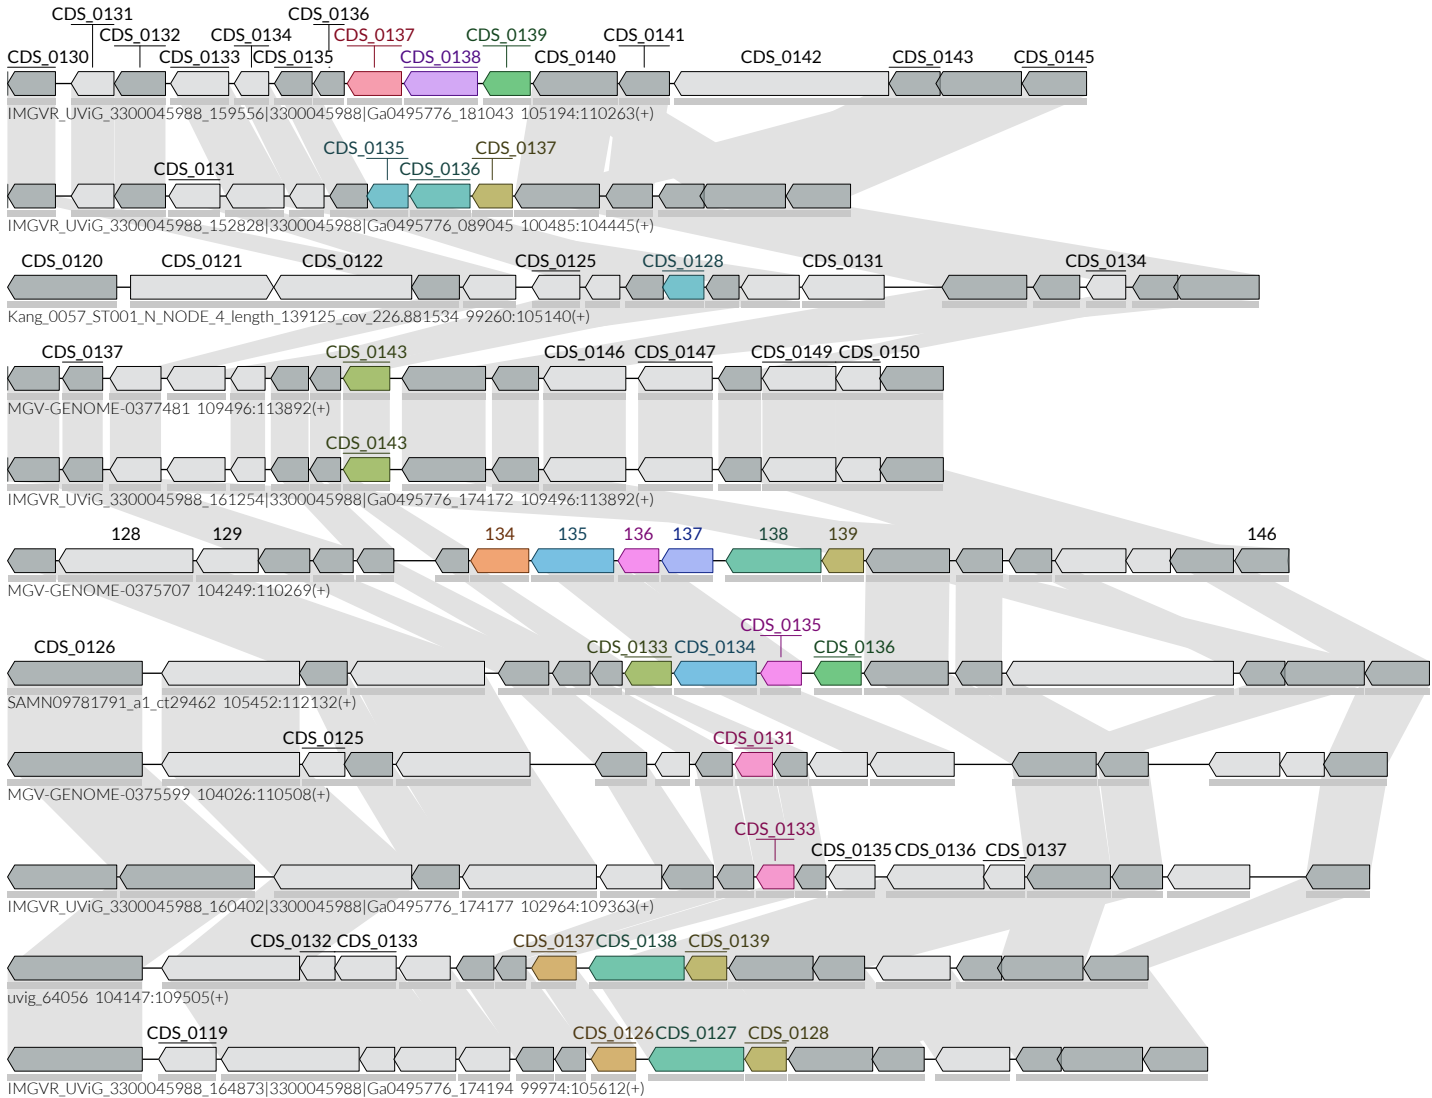 CDS_0131 CDS_0136
CDS_0132 CDS_0134 CDS_0137 CDS_0139 CDS_0141
CDS_0130 CDS_0133 CDS_0135 CDS_0138 CDS_0140 CDS_0142 CDS_0143 CDS_0145
IMGVR_UViG_3300045988_159556|3300045988|Ga0495776_181043 105194:110263(+)
CDS_0135 CDS_0137
CDS_0131 CDS_0136
IMGVR_UViG_3300045988_152828|3300045988|Ga0495776_089045 100485:104445(+)
CDS_0120 CDS_0121 CDS_0122 CDS_0125 CDS_0128 CDS_0131 CDS_0134
Kang_0057_ST001_N_NODE_4_length_139125_cov_226.881534 99260:105140(+)
CDS_0137 CDS_0143 CDS_0146 CDS_0147 CDS_0149 CDS_0150
MGV-GENOME-0377481 109496:113892(+)
CDS_0143
IMGVR_UViG_3300045988_161254|3300045988|Ga0495776_174172 109496:113892(+)
128 129 134 135 136 137 138 139 146
MGV-GENOME-0375707 104249:110269(+)
CDS_0135
CDS_0126 CDS_0133 CDS_0134 CDS_0136
SAMN09781791_a1_ct29462 105452:112132(+)
CDS_0125 CDS_0131
MGV-GENOME-0375599 104026:110508(+)
CDS_0133
CDS_0135 CDS_0136 CDS_0137
IMGVR_UViG_3300045988_160402|3300045988|Ga0495776_174177 102964:109363(+)
CDS_0132 CDS_0133 CDS_0137 CDS_0138 CDS_0139
uvig_64056 104147:109505(+)
CDS_0119 CDS_0126 CDS_0127 CDS_0128
IMGVR_UViG_3300045988_164873|3300045988|Ga0495776_174194 99974:105612(+)